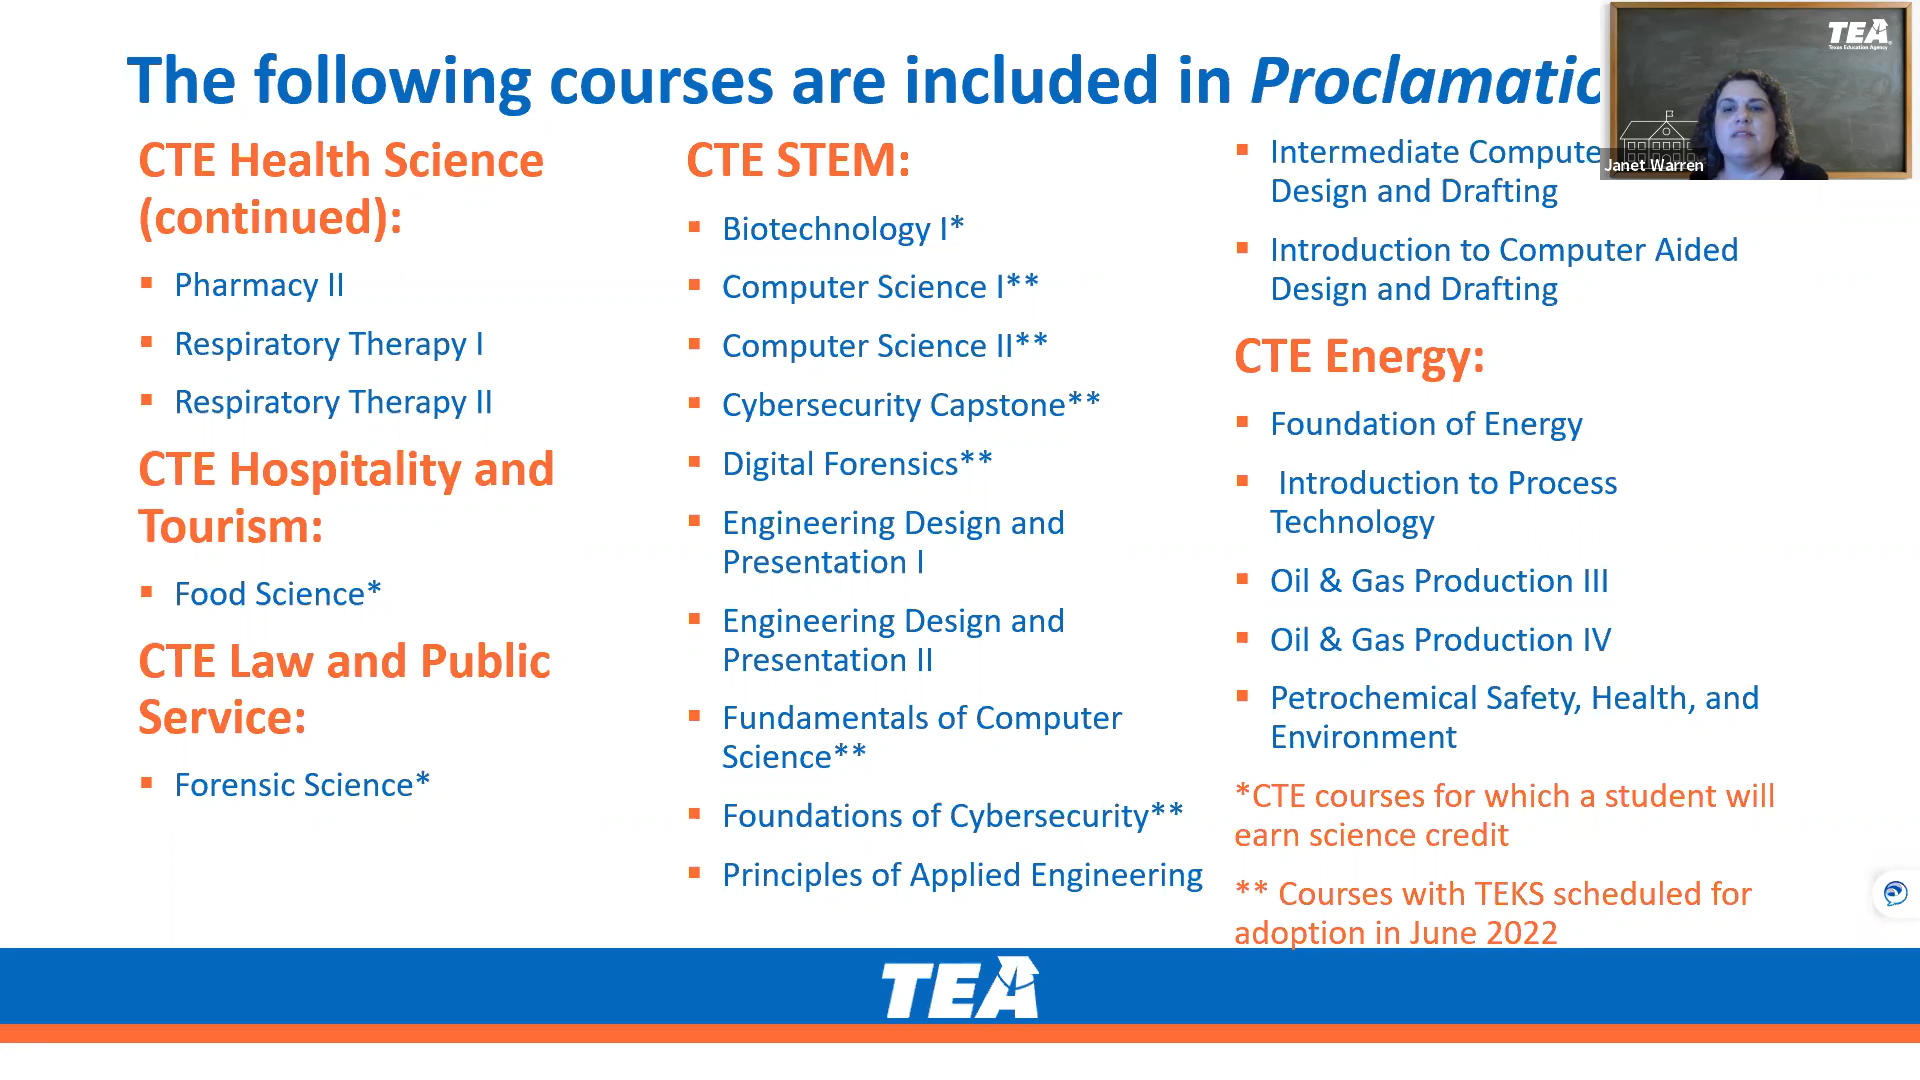 The following courses are included in
CTE Health Science
(continued):
▪ Pharmacy II
▪ Respiratory Therapy I
▪ Respiratory Therapy II
CTE Hospitality and
Tourism:
▪ Food Science*
CTE Law and Public
Service:
▪ Forensic Science*
CTE STEM:
▪ Biotechnology I*
▪ Computer Science I**
▪ Computer Science II**
▪ Cybersecurity Capstone**
▪ Digital Forensics**
▪ Engineering Design and
Presentation I
▪ Engineering Design and
Presentation II
▪ Fundamentals of Computer
Science**
▪ Foundations of Cybersecurity**
▪ Principles of Applied Engineering
▪ Intermediate
Design and Drafting
▪ Introduction to Computer Aided
Design and Drafting
CTE Energy:
▪ Foundation of Energy
▪ Introduction to Process
Technology
▪ Oil & Gas Production III
▪ Oil & Gas Production IV
▪ Petrochemical Safety, Health, and
Environment
*CTE courses for which a student will
earn science credit
** Courses with TEKS scheduled for
adoption in June 2022
TEA
Texas Education Agency
Janet Warren
TEA